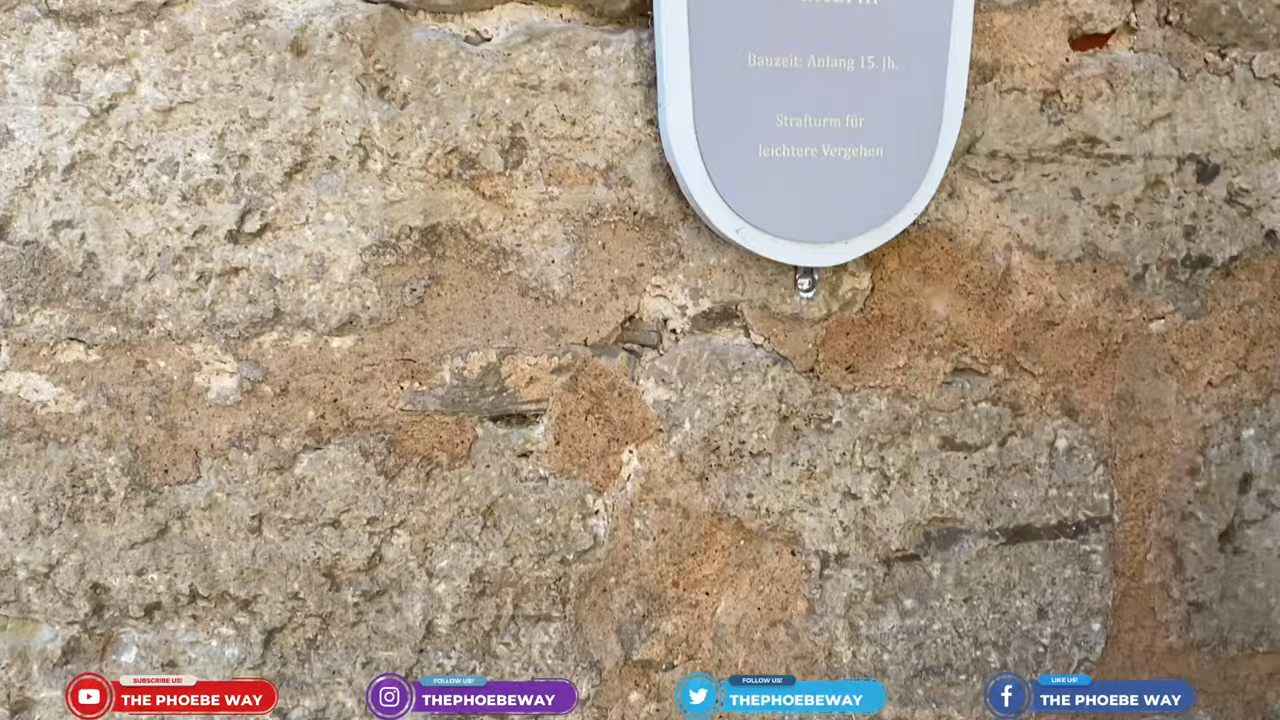 Bauzeit: Anfang 15. Jh.
Strafturm für
leichtere Vergehen
SUBSCRIBE US!
THE PHOEBE WAY
FOLLOW US!
THEPHOEBEWAY
FOLLOW US!
THEPHOEBEWAY
LIKE US!
THE PHOEBE WAY